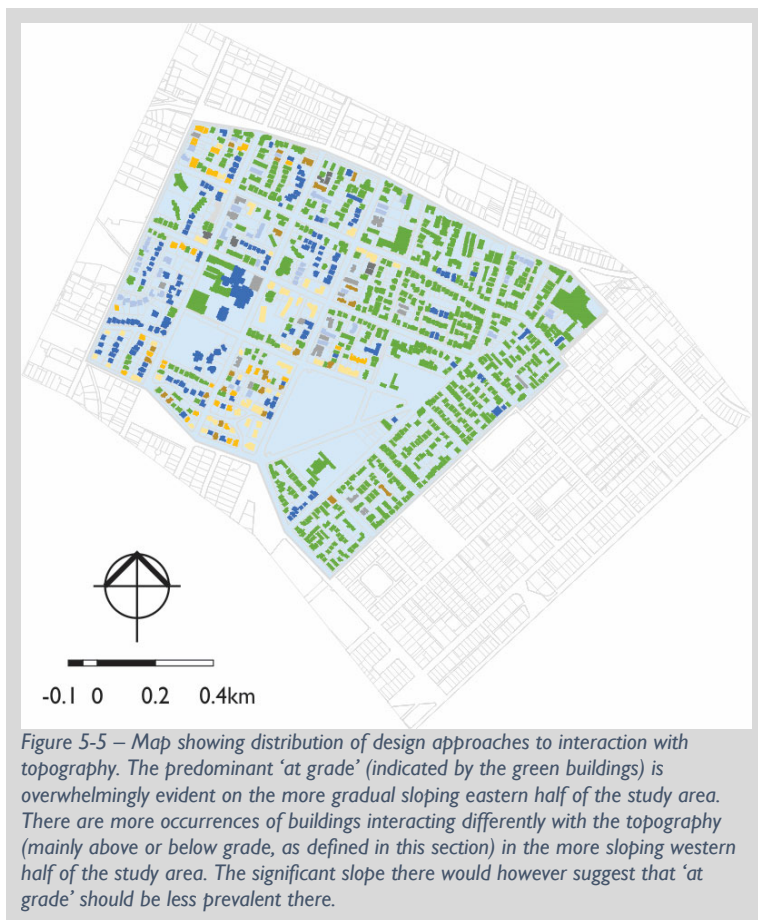 -0.1 0 0.2 0.4km
Figure 5-5 – Map showing distribution of design approaches to interaction with
topography. The predominant ‘at grade’ (indicated by the green buildings) is
overwhelmingly evident on the more gradual sloping eastern half of the study area.
There are more occurrences of buildings interacting differently with the topography
(mainly above or below grade, as defined in this section) in the more sloping western
half of the study area. The significant slope there would however suggest that ‘at
grade’ should be less prevalent there.